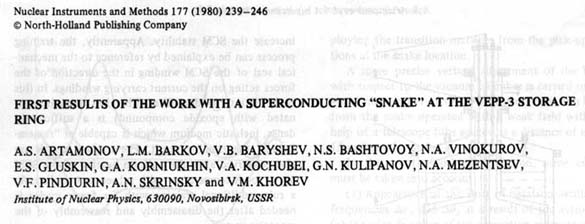 Nuclear Instruments and Methods 177 (1980) 239–246
© North-Holland Publishing Company
FIRST RESULTS OF THE WORK WITH A SUPERCONDUCTING “SNAKE” AT THE VEPP-3 STORAGE
RING
A.S. ARTAMONOV, L.M. BARKOV, V.B. BARYSHEV, N.S. BASHTOVOY, N.A. VINOKUROV,
E.S. GLUSKIN, G.A. KORNIUKHIN, V.A. KOCHUBEI, G.N. KULIPANOV, N.A. MEZENTSEV,
V.F. PINDIURIN, A.N. SKRINSKY and V.M. KHOREV
Institute of Nuclear Physics, 630090, Novosibirsk, USSR